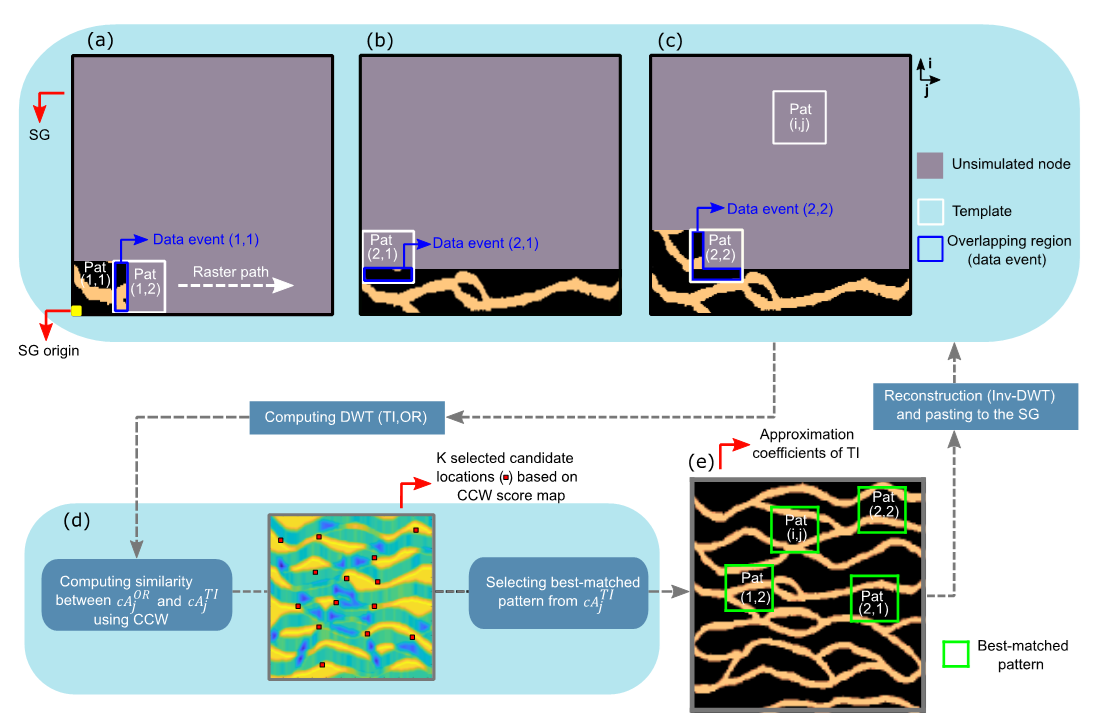 (a)
(b)
(c)
i
j
SG
Pat
(i,j)
Unsimulated node
Template
Overlapping region
(data event)
Data event (1,1)
Pat
(1,1)
Pat
(1,2)
Raster path
Pat
(2,1)
Data event (2,1)
Data event (2,2)
Pat
(2,2)
SG origin
Computing DWT (TI,OR)
Reconstruction (Inv-DWT)
and pasting to the SG
K selected candidate
locations ( ) based on
CCW score map
Approximation
coefficients of TI
(d)
(e)
Computing similarity
between cA_j^{OR} and cA_j^{TI}
using CCW
Selecting best-matched
pattern from cA_j^{TI}
Pat
(2,2)
Pat
(i,j)
Pat
(1,2)
Pat
(2,1)
Best-matched
pattern